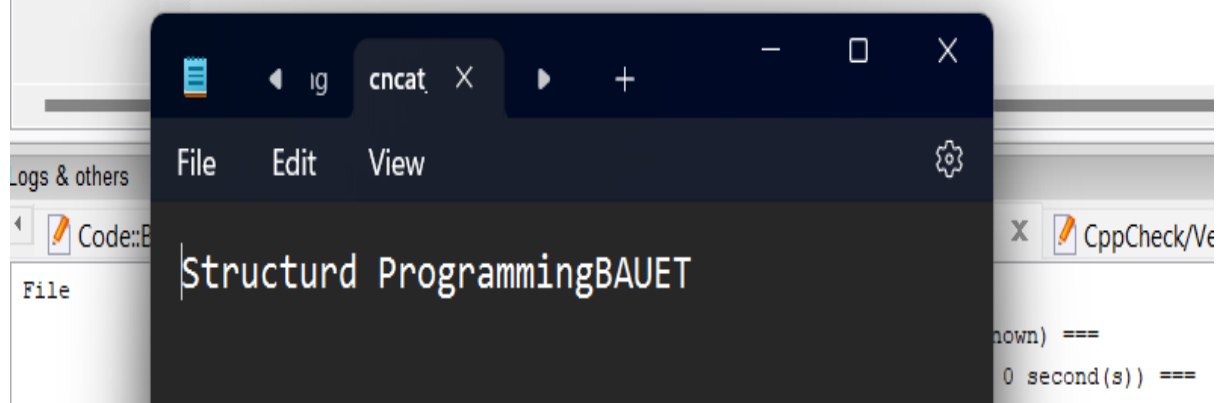 cncat
File Edit View
Logs & others
Code::B
CppCheck/Ve
Structurd ProgrammingBAUET
File
nown) ===
0 second(s)) ===